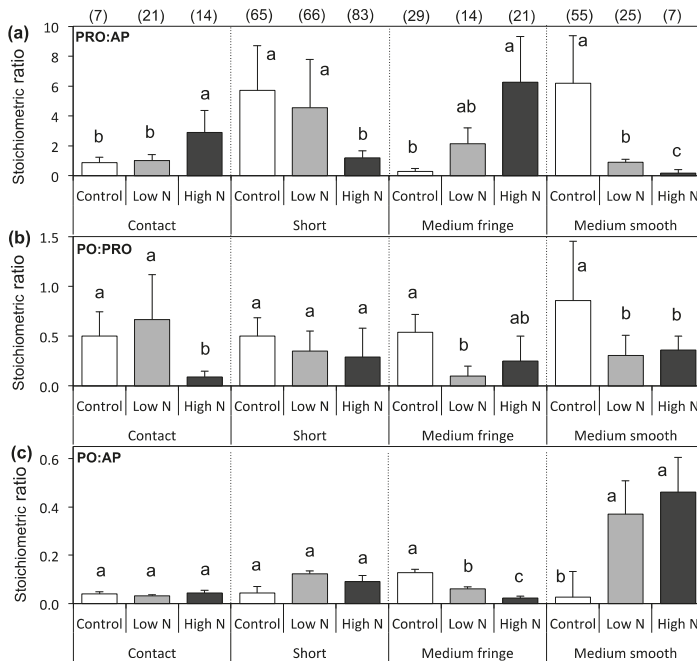 (7) (21) (14) (65) (66) (83) (29) (14) (21) (55) (25) (7)
(a) PRO:AP
Stoichiometric ratio
10
8
6
4
2
0
b b a a a b b ab a a b c
Control Low N High N Control Low N High N Control Low N High N Control Low N High N
Contact Short Medium fringe Medium smooth
(b) PO:PRO
Stoichiometric ratio
1.5
1.0
0.5
0.0
a a b a a a a b ab a b b
Control Low N High N Control Low N High N Control Low N High N Control Low N High N
Contact Short Medium fringe Medium smooth
(c) PO:AP
Stoichiometric ratio
0.6
0.4
0.2
0.0
a a a a a a a b c b a a
Control Low N High N Control Low N High N Control Low N High N Control Low N High N
Contact Short Medium fringe Medium smooth